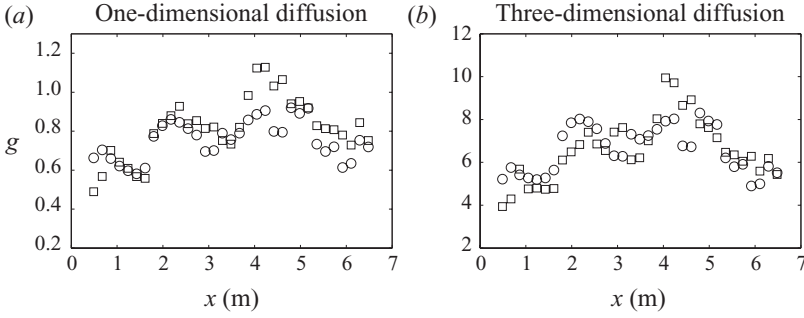 (a) One-dimensional diffusion
1.2
1.0
0.8
g
0.6
0.4
0.2
0 1 2 3 4 5 6 7
x (m)
(b) Three-dimensional diffusion
12
10
8
6
4
2
0 1 2 3 4 5 6 7
x (m)